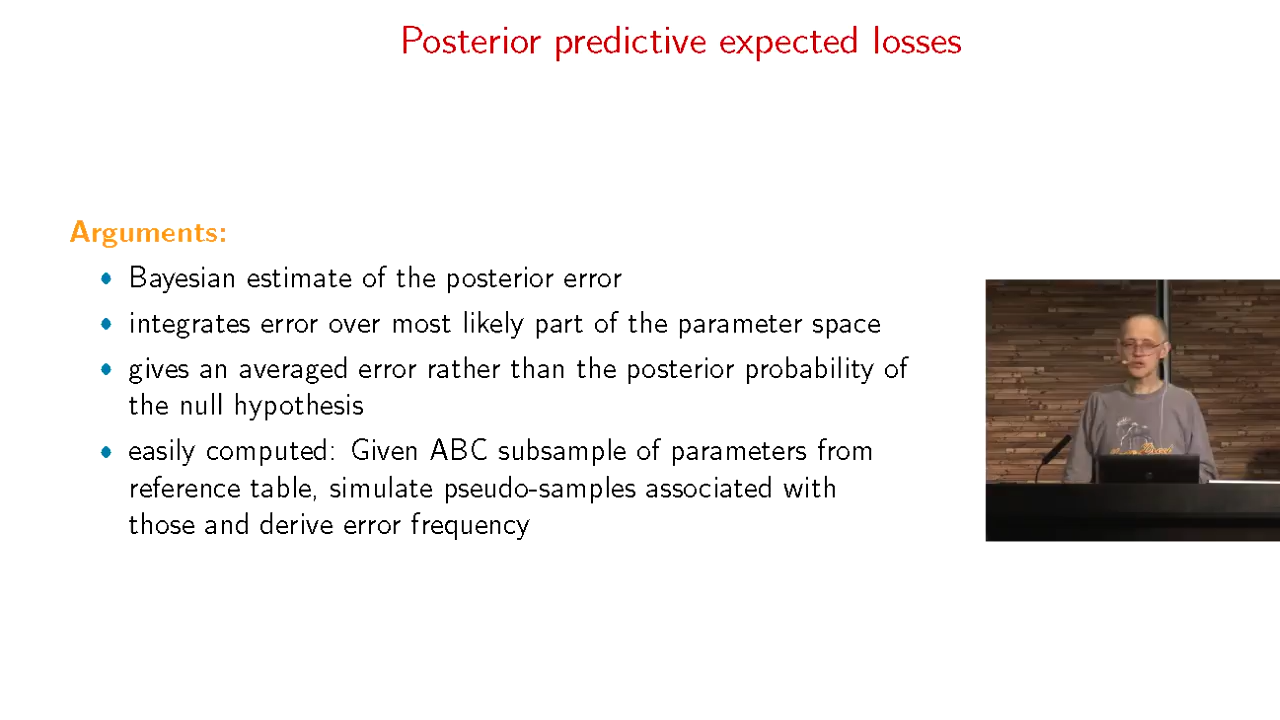 Posterior predictive expected losses
Arguments:
• Bayesian estimate of the posterior error
• integrates error over most likely part of the parameter space
• gives an averaged error rather than the posterior probability of
the null hypothesis
• easily computed: Given ABC subsample of parameters from
reference table, simulate pseudo-samples associated with
those and derive error frequency